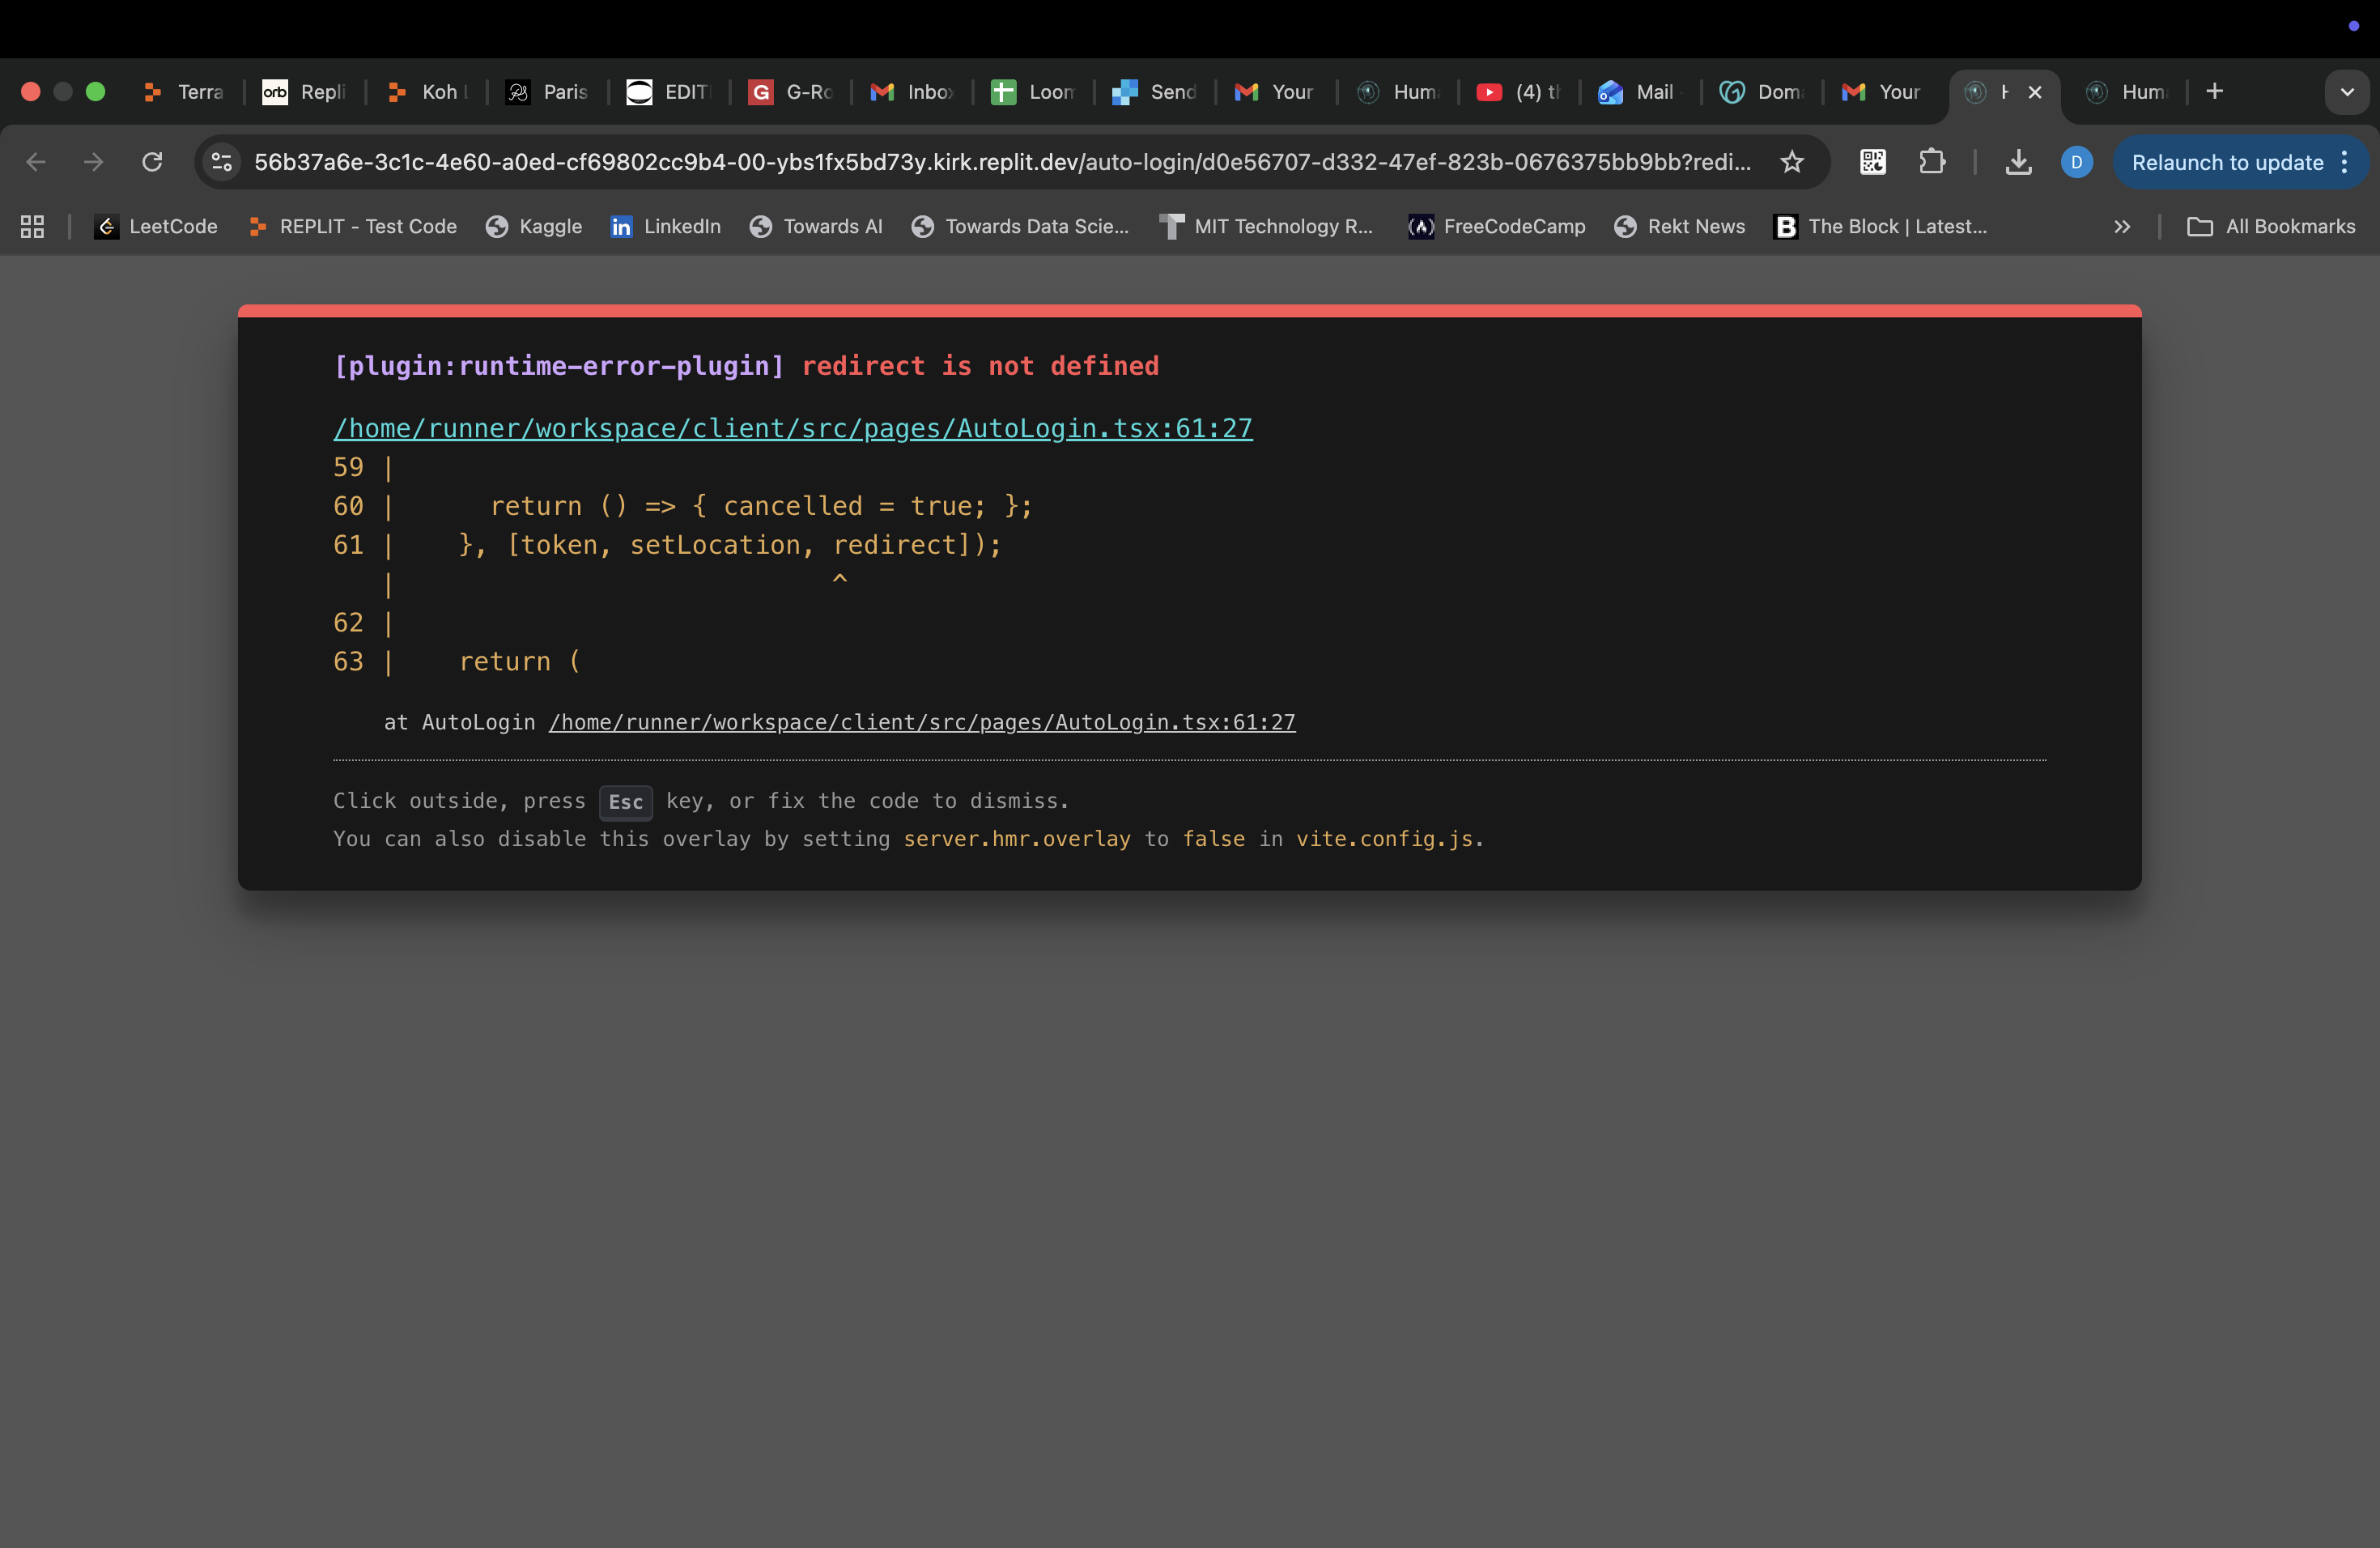 Terra
orb Repli
Koh L
Paris
EDIT
G G-Ro
Inbox
Loom
Send
Your
Hum
(4) th
Mail
Dom
Your
Hum
56b37a6e-3c1c-4e60-a0ed-cf69802cc9b4-00-ybs1fx5bd73y.kirk.replit.dev/auto-login/d0e56707-d332-47ef-823b-0676375bb9bb?redi...
D
Relaunch to update
LeetCode
REPLIT - Test Code
Kaggle
in LinkedIn
Towards AI
Towards Data Scie...
MIT Technology R...
FreeCodeCamp
Rekt News
B The Block | Latest...
All Bookmarks
[plugin:runtime-error-plugin] redirect is not defined
/home/runner/workspace/client/src/pages/AutoLogin.tsx:61:27
59 |
60 |      return () => { cancelled = true; };
61 |    }, [token, setLocation, redirect]);
   |                            ^
62 |
63 |    return (
at AutoLogin /home/runner/workspace/client/src/pages/AutoLogin.tsx:61:27
Click outside, press Esc key, or fix the code to dismiss.
You can also disable this overlay by setting server.hmr.overlay to false in vite.config.js.